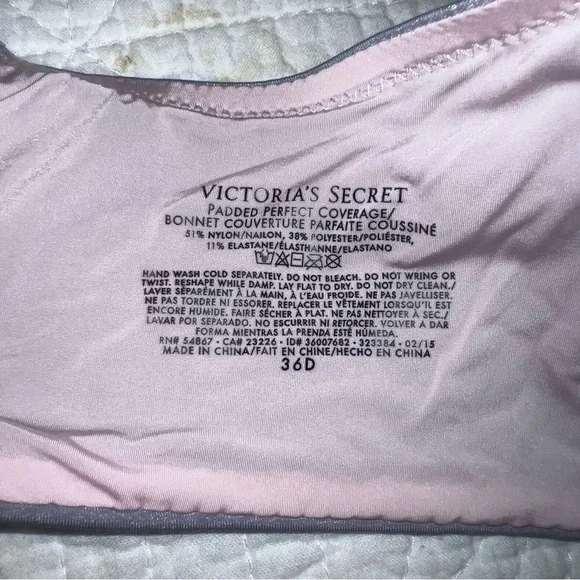 VICTORIA'S SECRET
PADDED PERFECT COVERAGE/
BONNET COUVERTURE PARFAITE COUSSINÉ
51% NYLON/NAILON, 38% POLYESTER/POLIÉSTER,
11% ELASTANE/ÉLASTHANNE/ELASTANO
HAND WASH COLD SEPARATELY. DO NOT BLEACH. DO NOT WRING OR
TWIST. RESHAPE WHILE DAMP. LAY FLAT TO DRY. DO NOT DRY CLEAN./
LAVER SÉPARÉMENT À LA MAIN, À L'EAU FROIDE. NE PAS JAVELLISER.
NE PAS TORDRE NI ESSORER. REPLACER LE VÊTEMENT LORSQU'IL EST
ENCORE HUMIDE. FAIRE SÉCHER À PLAT. NE PAS NETTOYER À SEC./
LAVAR POR SEPARADO. NO ESCURRIR NI RETORCER. VOLVER A DAR
FORMA MIENTRAS LA PRENDA ESTÉ HÚMEDA.
RN# 54867 • CA# 23226 • ID# 36007682 • 323384 • 02/15
MADE IN CHINA/FAIT EN CHINE/HECHO EN CHINA
36D